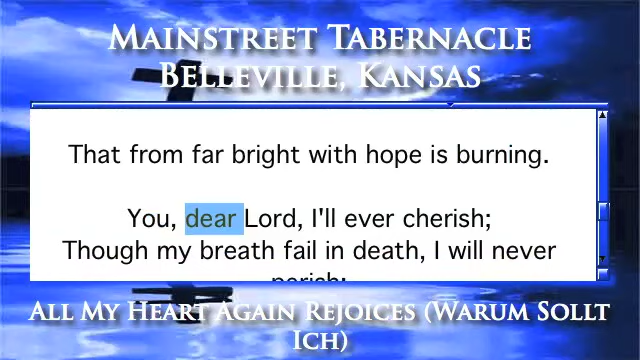 Mainstreet Tabernacle
Belleville, Kansas
That from far bright with hope is burning.
You, dear Lord, I'll ever cherish;
Though my breath fail in death, I will never
perish;
All My Heart Again Rejoices (Warum Sollt
Ich)